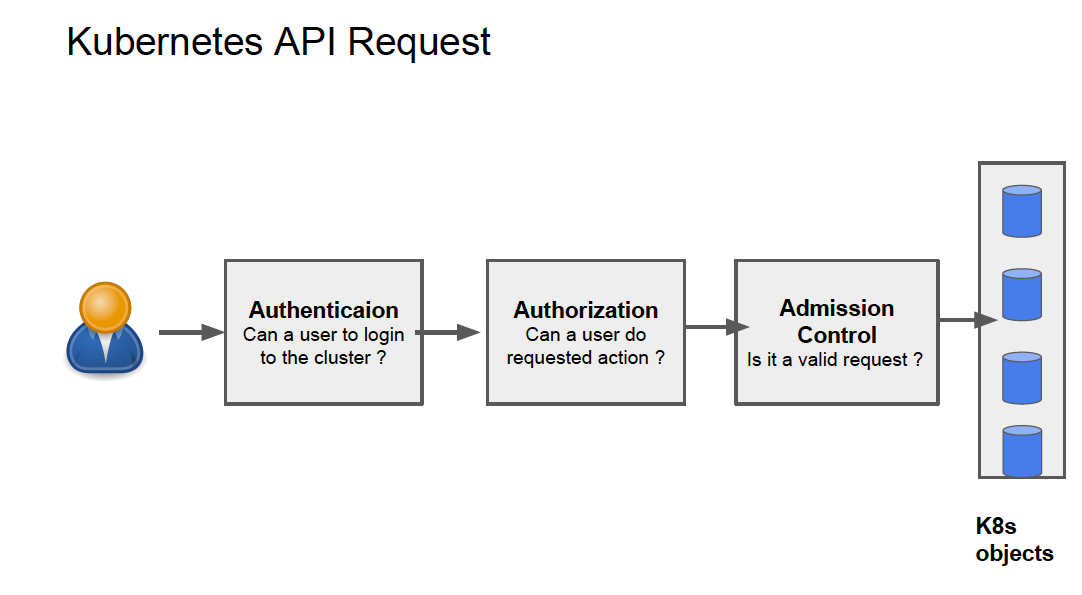 Kubernetes API Request
Authenticaion
Can a user to login
to the cluster ?
Authorization
Can a user do
requested action ?
Admission
Control
Is it a valid request ?
K8s
objects